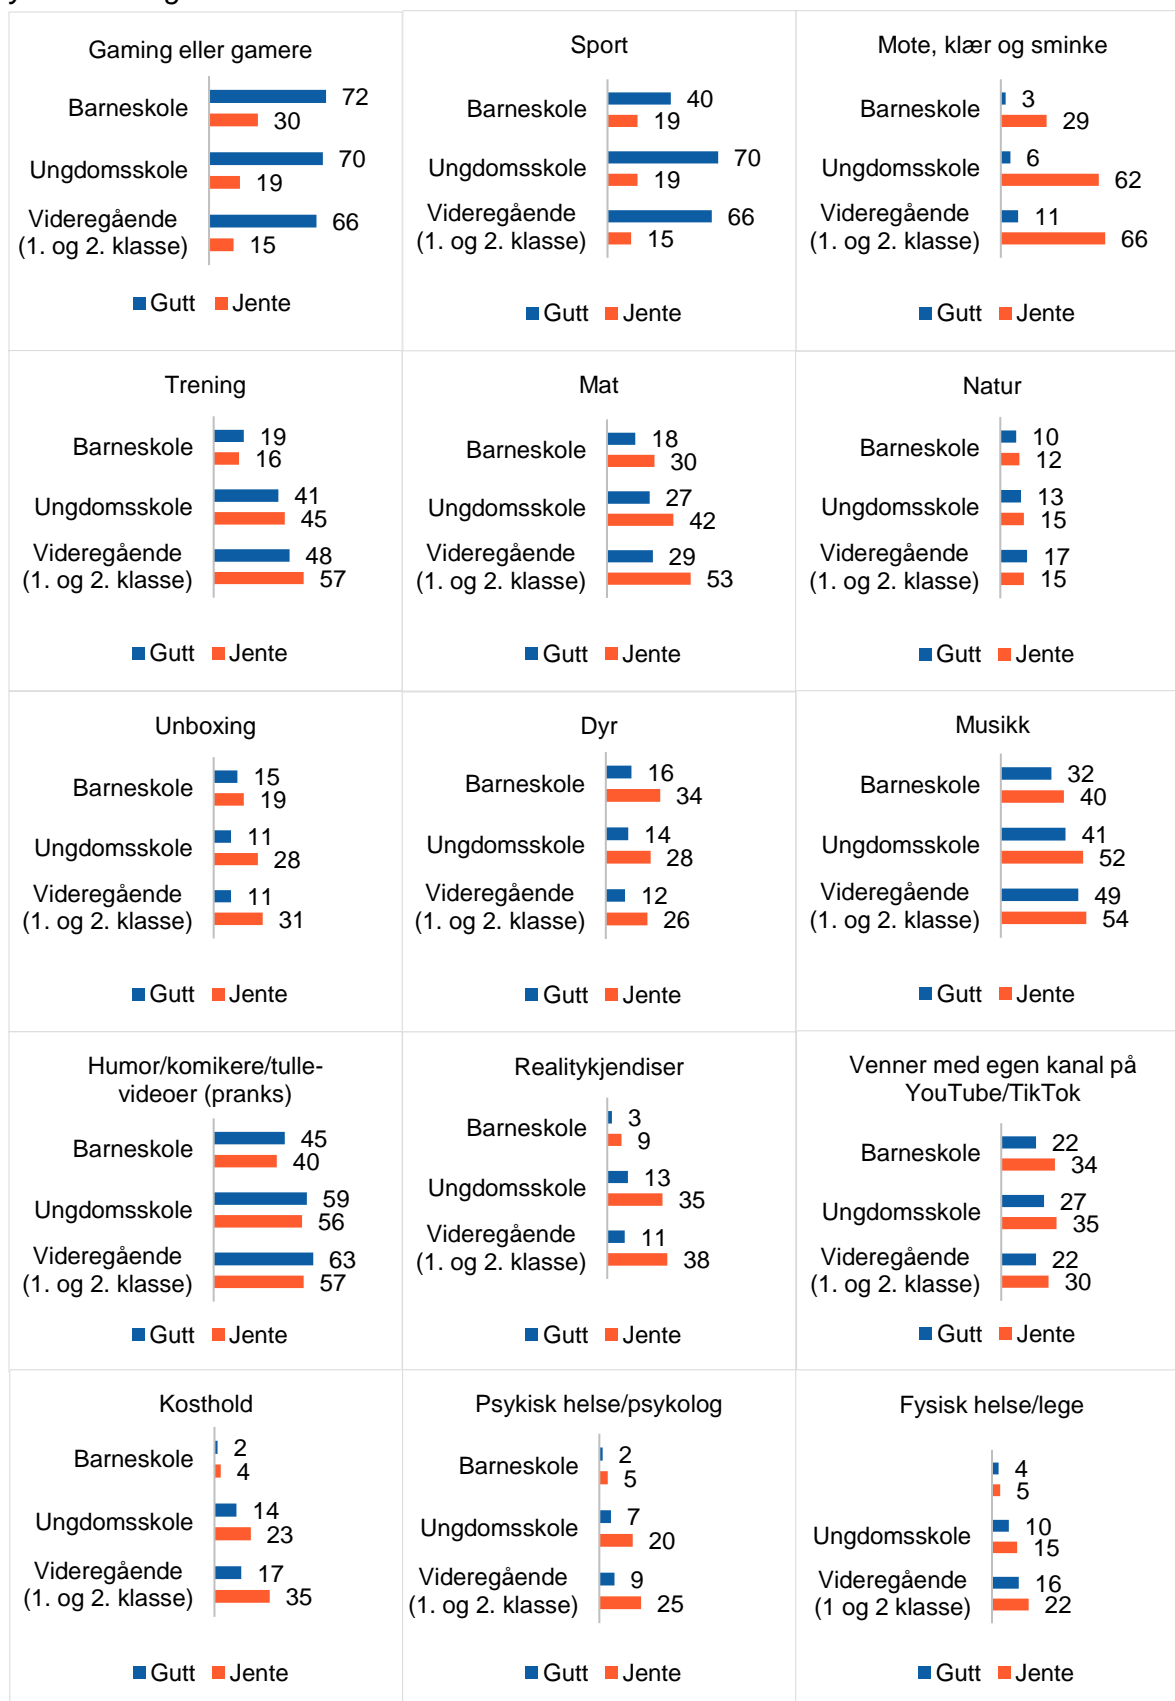 Gaming eller gamere
Barneskole
72
30
Ungdomsskole
70
19
Videregående
(1. og 2. klasse)
66
15
Gutt Jente
Sport
Barneskole
40
19
Ungdomsskole
70
19
Videregående
(1. og 2. klasse)
66
15
Gutt Jente
Mote, klær og sminke
Barneskole
3
29
Ungdomsskole
6
62
Videregående
(1. og 2. klasse)
11
66
Gutt Jente
Trening
Barneskole
19
16
Ungdomsskole
41
45
Videregående
(1. og 2. klasse)
48
57
Gutt Jente
Mat
Barneskole
18
30
Ungdomsskole
27
42
Videregående
(1. og 2. klasse)
29
53
Gutt Jente
Natur
Barneskole
10
12
Ungdomsskole
13
15
Videregående
(1. og 2. klasse)
17
15
Gutt Jente
Unboxing
Barneskole
15
19
Ungdomsskole
11
28
Videregående
(1. og 2. klasse)
11
31
Gutt Jente
Dyr
Barneskole
16
34
Ungdomsskole
14
28
Videregående
(1. og 2. klasse)
12
26
Gutt Jente
Musikk
Barneskole
32
40
Ungdomsskole
41
52
Videregående
(1. og 2. klasse)
49
54
Gutt Jente
Humor/komikere/tulle-
videoer (pranks)
Barneskole
45
40
Ungdomsskole
59
56
Videregående
(1. og 2. klasse)
63
57
Gutt Jente
Realitykjendiser
Barneskole
3
9
Ungdomsskole
13
35
Videregående
(1. og 2. klasse)
11
38
Gutt Jente
Venner med egen kanal på
YouTube/TikTok
Barneskole
22
34
Ungdomsskole
27
35
Videregående
(1. og 2. klasse)
22
30
Gutt Jente
Kosthold
Barneskole
2
4
Ungdomsskole
14
23
Videregående
(1. og 2. klasse)
17
35
Gutt Jente
Psykisk helse/psykolog
Barneskole
2
5
Ungdomsskole
7
20
Videregående
(1. og 2. klasse)
9
25
Gutt Jente
Fysisk helse/lege
4
5
Ungdomsskole
10
15
Videregående
(1 og 2 klasse)
16
22
Gutt Jente